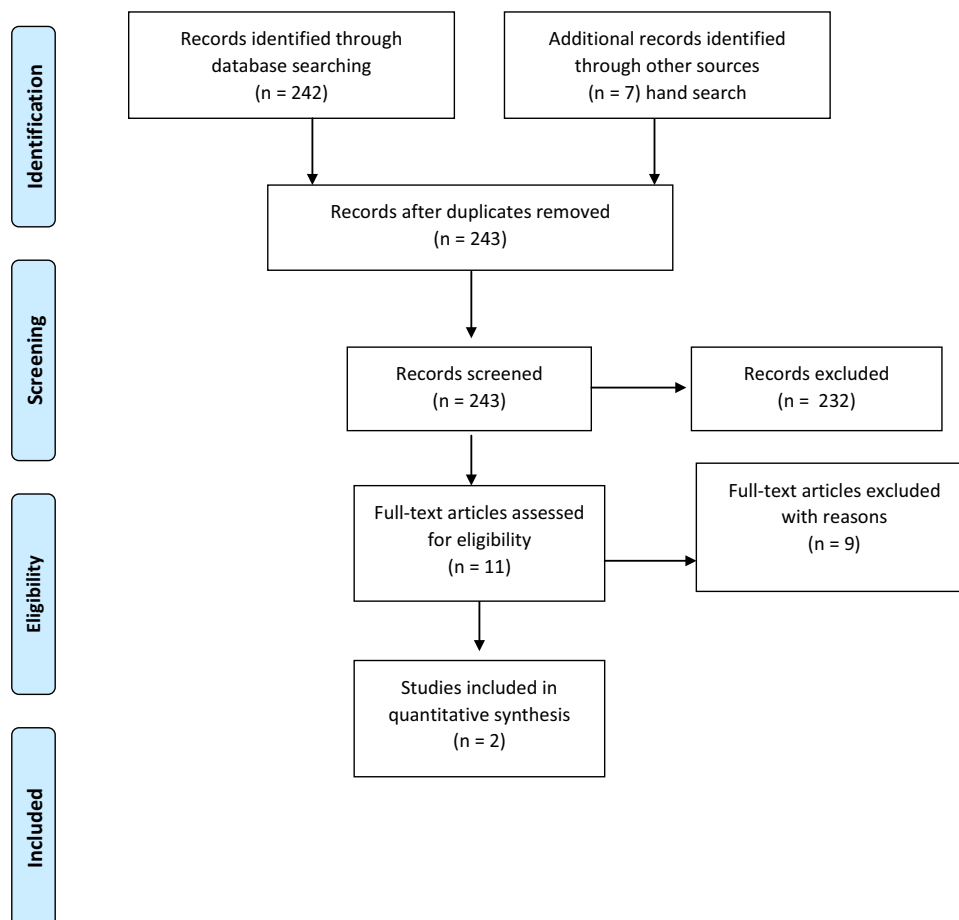 Identification
Records identified through
database searching
(n = 242)
Additional records identified
through other sources
(n = 7) hand search
Records after duplicates removed
(n = 243)
Screening
Records screened
(n = 243)
Records excluded
(n = 232)
Eligibility
Full-text articles assessed
for eligibility
(n = 11)
Full-text articles excluded
with reasons
(n = 9)
Studies included in
quantitative synthesis
(n = 2)
Included